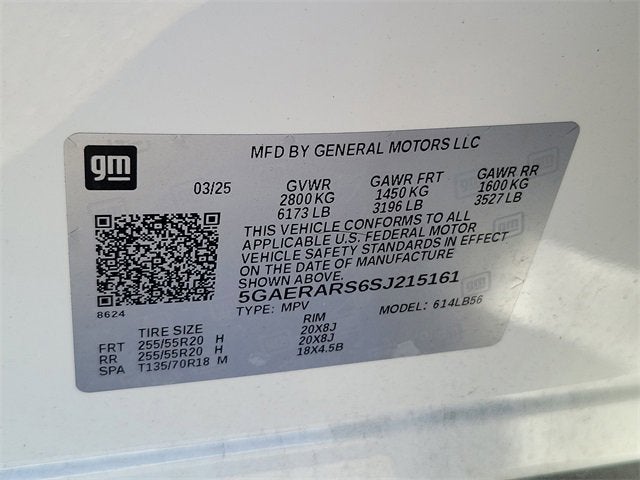 gm
MFD BY GENERAL MOTORS LLC
03/25 GVWR GAWR FRT GAWR RR
2800 KG 1450 KG 1600 KG
6173 LB 3196 LB 3527 LB
THIS VEHICLE CONFORMS TO ALL
APPLICABLE U.S. FEDERAL MOTOR
VEHICLE SAFETY STANDARDS IN EFFECT
ON THE DATE OF MANUFACTURE
SHOWN ABOVE.
5GAERARS6SJ215161
8624
TYPE: MPV MODEL: 614LB56
TIRE SIZE RIM
FRT 255/55R20 H 20X8J
RR 255/55R20 H 20X8J
SPA T135/70R18 M 18X4.5B